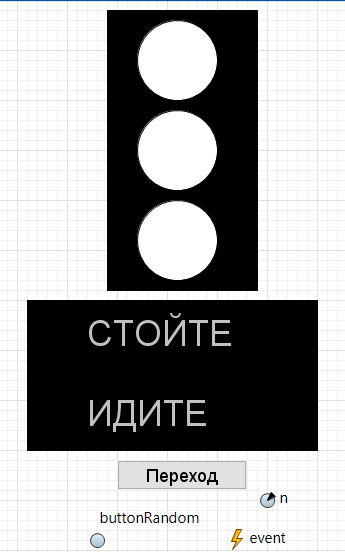 СТОЙТЕ
ИДИТЕ
Переход
n
buttonRandom
event